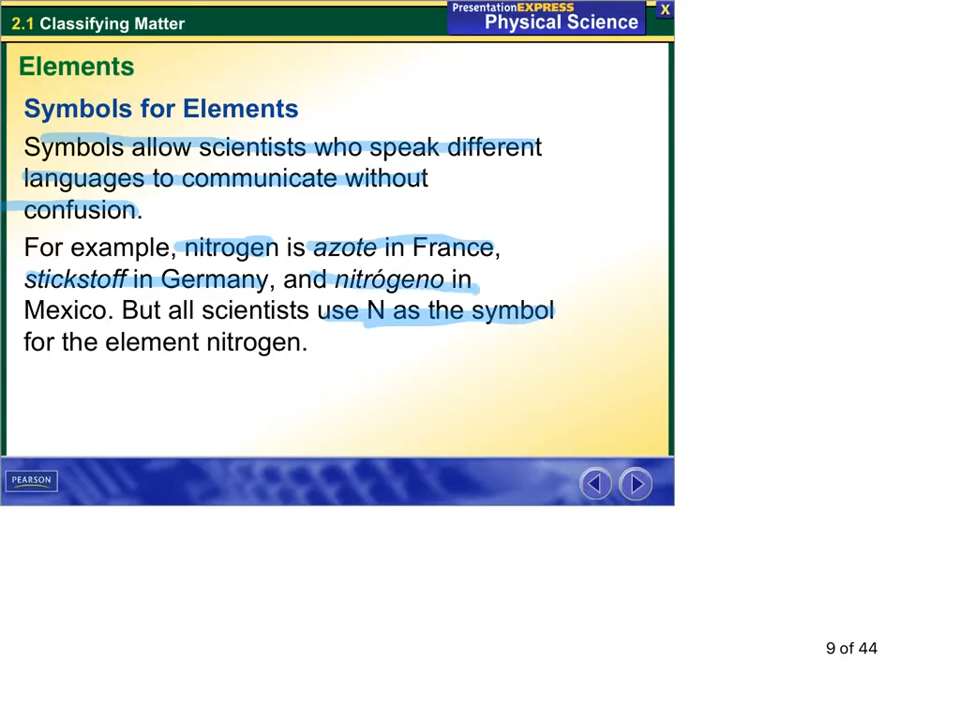 PresentationEXPRESS
2.1 Classifying Matter
Physical Science
X
Elements
Symbols for Elements
Symbols allow scientists who speak different
languages to communicate without
confusion.
For example, nitrogen is azote in France,
stickstoff in Germany, and nitrógeno in
Mexico. But all scientists use N as the symbol
for the element nitrogen.
PEARSON
9 of 44